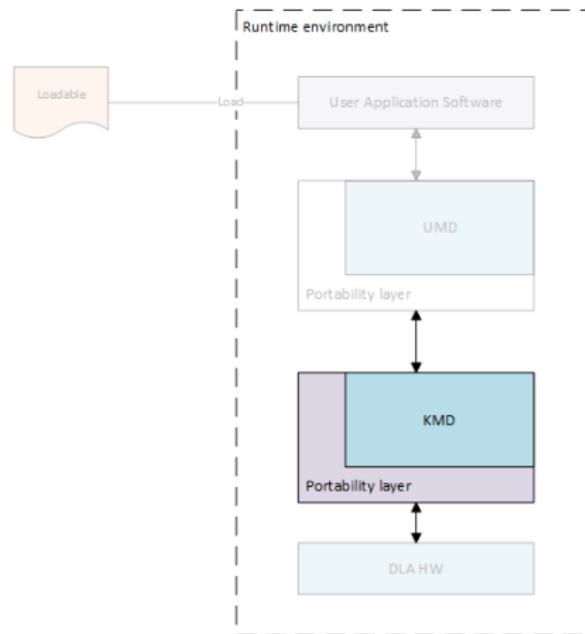 Runtime environment
Loadable
Load
User Application Software
UMD
Portability layer
KMD
Portability layer
DLA HW